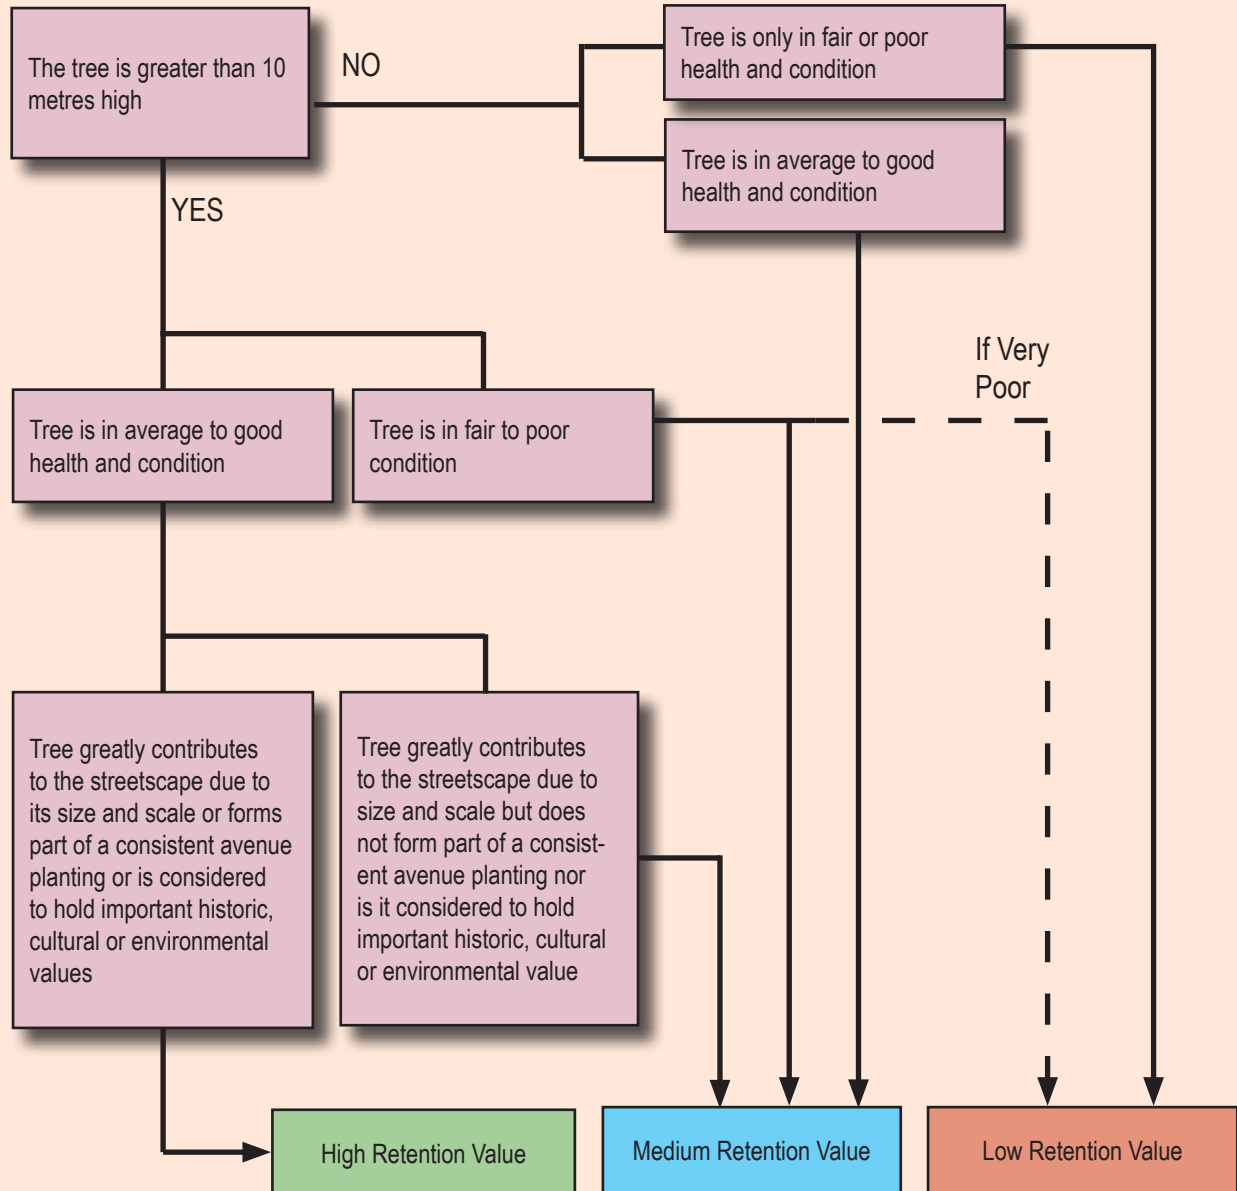 The tree is greater than 10
metres high
NO
Tree is only in fair or poor
health and condition
Tree is in average to good
health and condition
YES
If Very
Poor
Tree is in average to good
health and condition
Tree is in fair to poor
condition
Tree greatly contributes
to the streetscape due to
its size and scale or forms
part of a consistent avenue
planting or is considered
to hold important historic,
cultural or environmental
values
Tree greatly contributes
to the streetscape due to
size and scale but does
not form part of a consist-
ent avenue planting nor
is it considered to hold
important historic, cultural
or environmental value
High Retention Value
Medium Retention Value
Low Retention Value